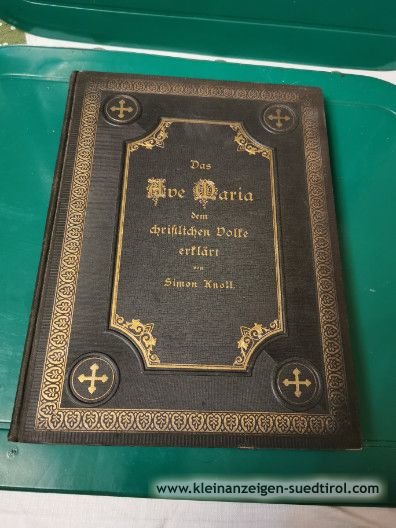 Das
Ave Maria
dem
christlichen Volke
erklärt
von
Simon Knoll.
www.kleinanzeigen-suedtirol.com